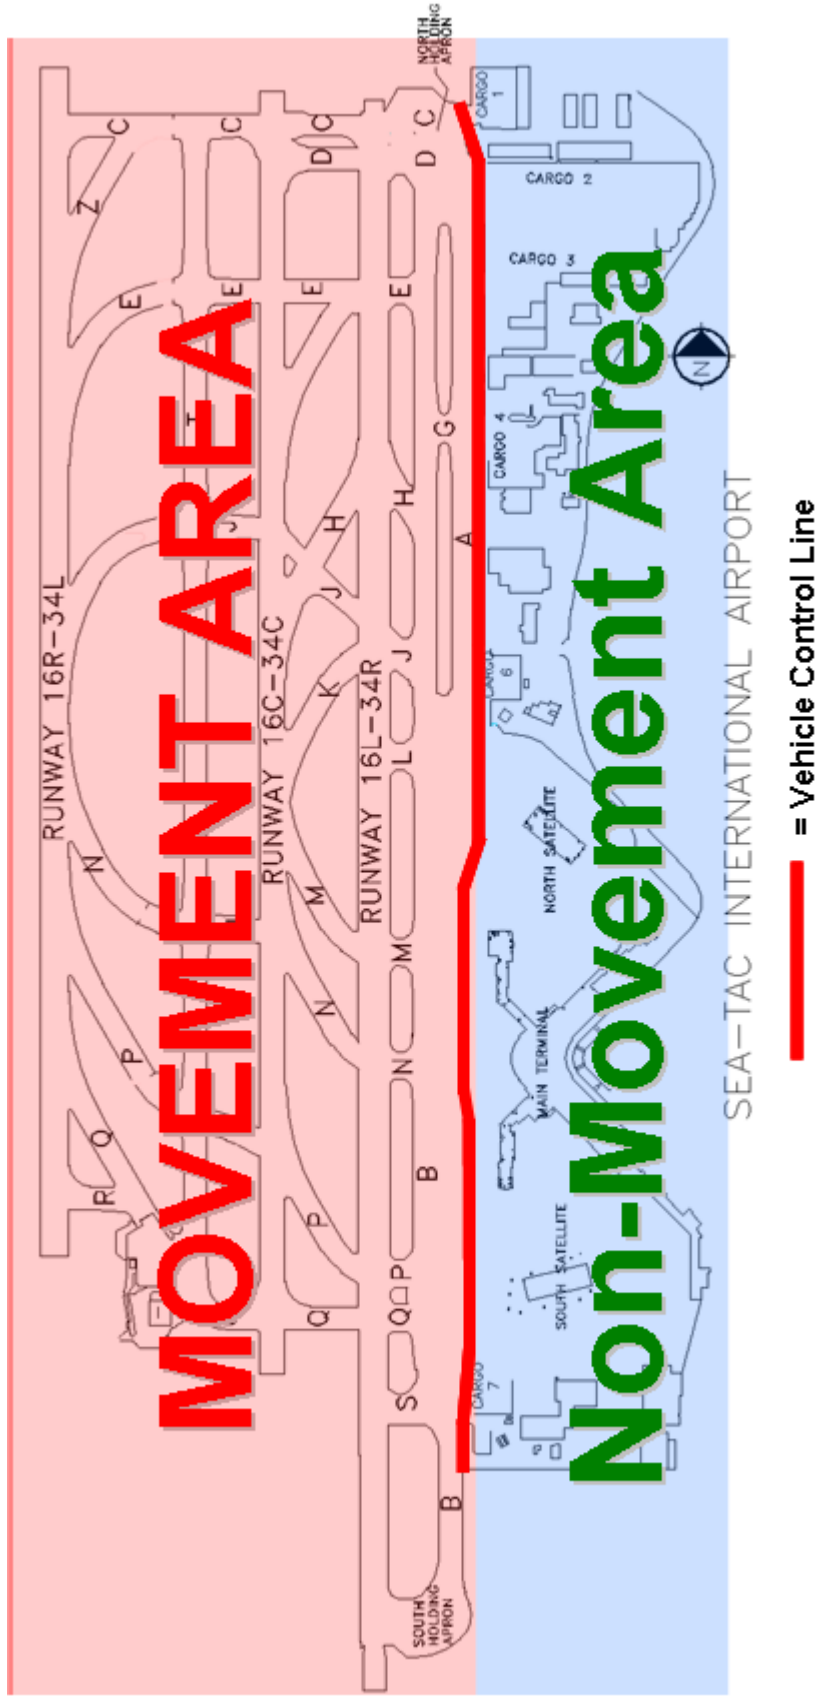 NORTH
HOLDING
APRON
C
C
C
C
D
D
Z
E
E
E
E
T
G
H
H
A
J
J
J
K
L
RUNWAY 16R-34L
RUNWAY 16C-34C
RUNWAY 16L-34R
N
M
M
N
N
P
Q
R
P
P
Q
Q
S
B
B
SOUTH
HOLDING
APRON
MOVEMENT AREA
CARGO
1
CARGO 2
CARGO 3
CARGO 4
CARGO
6
NORTH SATELLITE
MAIN TERMINAL
SOUTH SATELLITE
CARGO
7
N
Non-Movement Area
SEA-TAC INTERNATIONAL AIRPORT
= Vehicle Control Line